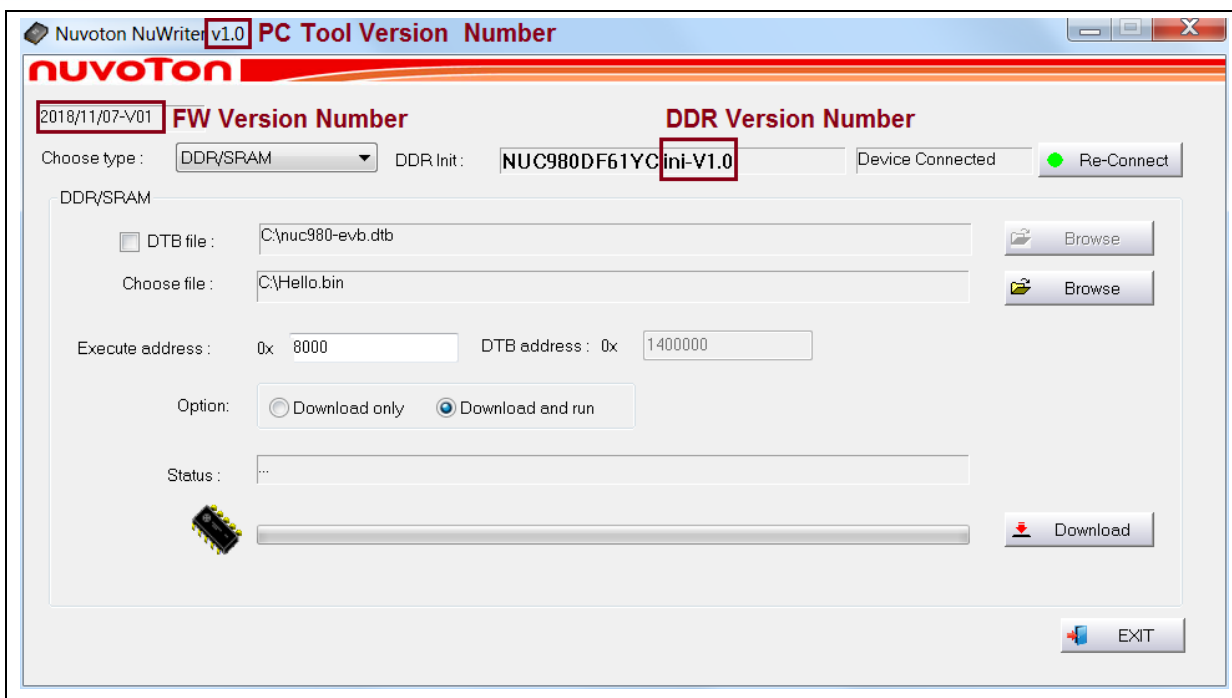 Nuvoton NuWriter v1.0 PC Tool Version Number
nuvoTon
2018/11/07-V01 FW Version Number DDR Version Number
Choose type : DDR/SRAM DDR Init : NUC980DF61YC ini-V1.0 Device Connected Re-Connect
DDR/SRAM
DTB file : C:\nuc980-evb.dtb Browse
Choose file : C:\Hello.bin Browse
Execute address : 0x 8000 DTB address : 0x 1400000
Option: Download only Download and run
Status : ...
Download
EXIT